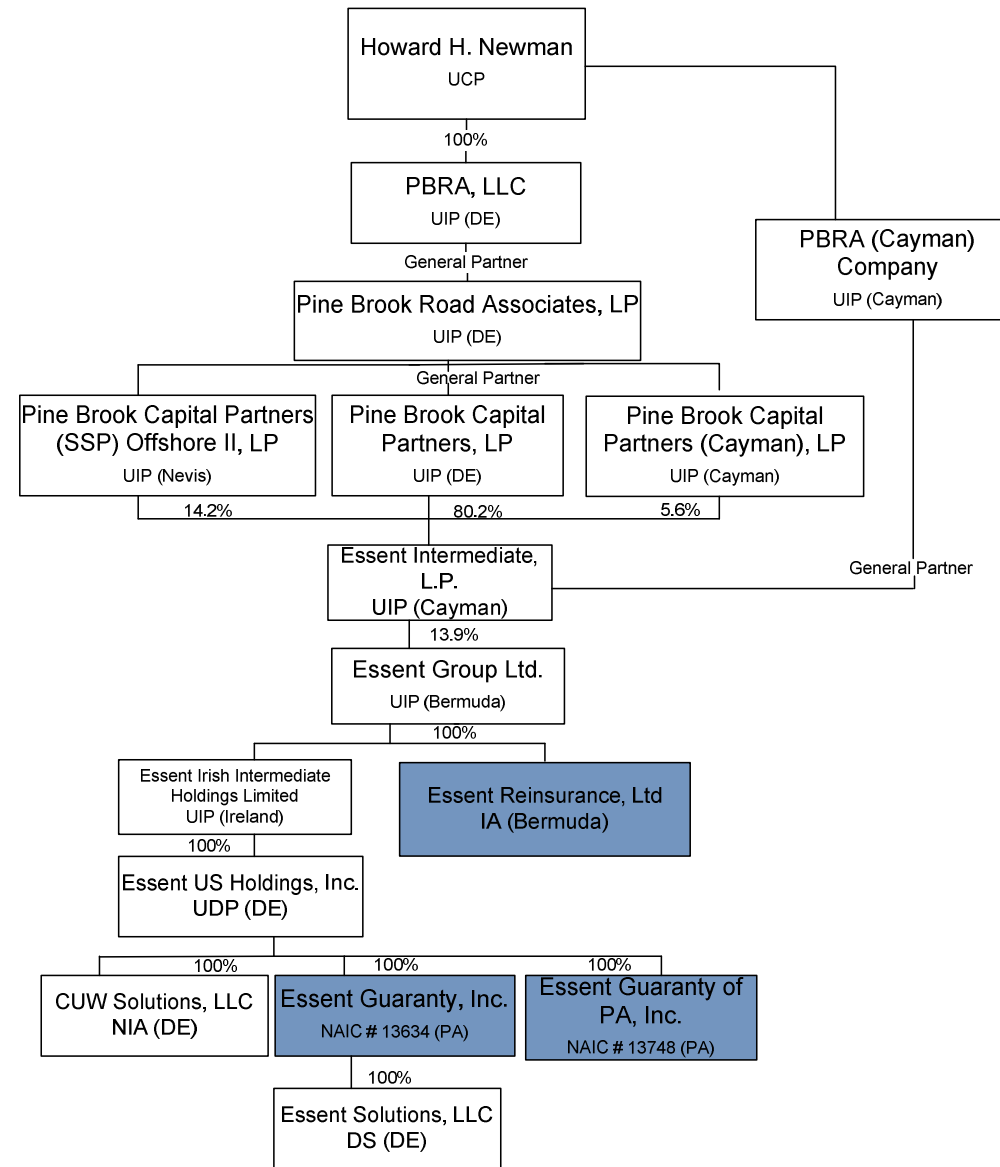 Howard H. Newman
UCP
100%
PBRA, LLC
UIP (DE)
PBRA (Cayman)
Company
UIP (Cayman)
General Partner
Pine Brook Road Associates, LP
UIP (DE)
General Partner
Pine Brook Capital Partners
(SSP) Offshore II, LP
UIP (Nevis)
Pine Brook Capital
Partners, LP
UIP (DE)
Pine Brook Capital
Partners (Cayman), LP
UIP (Cayman)
14.2%
80.2%
5.6%
Essent Intermediate,
L.P.
UIP (Cayman)
General Partner
13.9%
Essent Group Ltd.
UIP (Bermuda)
100%
Essent Irish Intermediate
Holdings Limited
UIP (Ireland)
Essent Reinsurance, Ltd
IA (Bermuda)
100%
Essent US Holdings, Inc.
UDP (DE)
100%
100%
100%
CUW Solutions, LLC
NIA (DE)
Essent Guaranty, Inc.
NAIC # 13634 (PA)
Essent Guaranty of
PA, Inc.
NAIC # 13748 (PA)
100%
Essent Solutions, LLC
DS (DE)